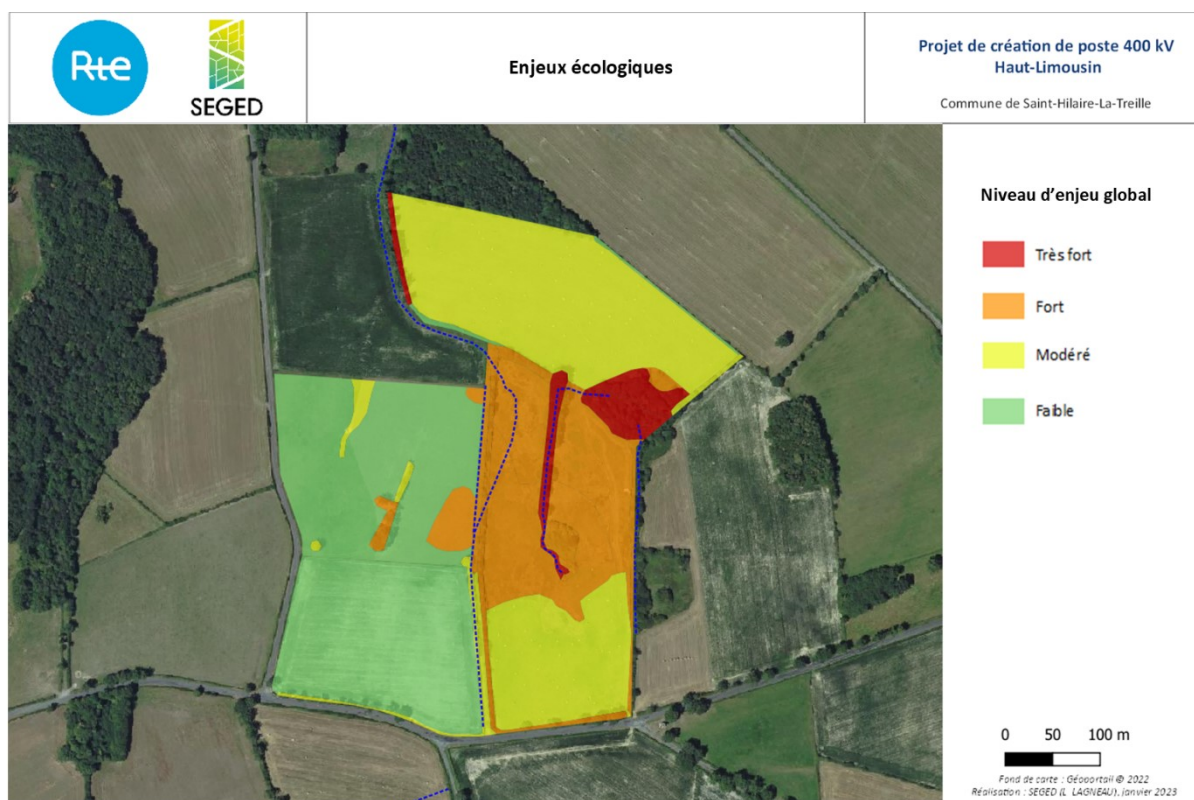 Rte
SEGED
Enjeux écologiques
Projet de création de poste 400 kV
Haut-Limousin
Commune de Saint-Hilaire-La-Treille
Niveau d'enjeu global
Très fort
Fort
Modéré
Faible
0 50 100 m
Fond de carte : Géoportail © 2022
Réalisation : SEGED (L. LAGNEAU), janvier 2023